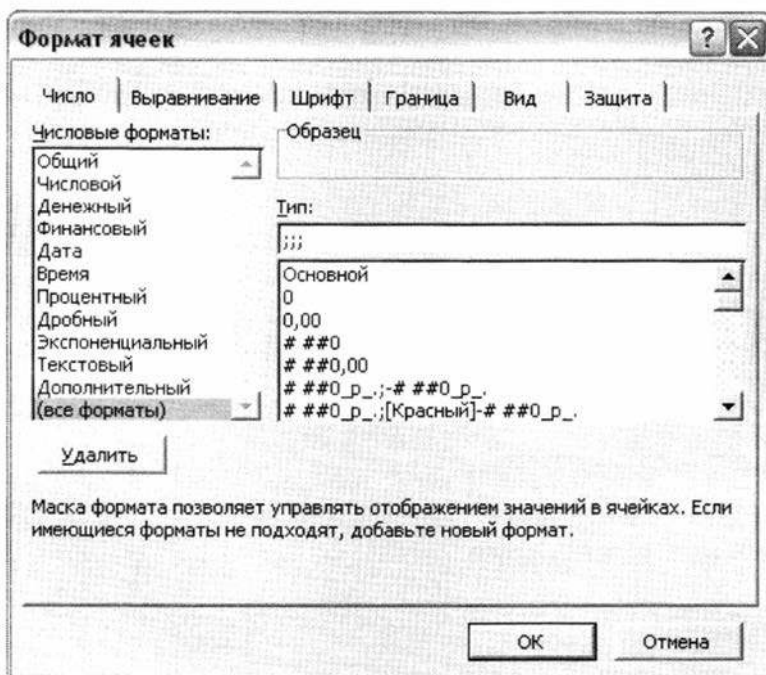 Формат ячеек
Число Выравнивание Шрифт Граница Вид Защита
Числовые форматы:
Общий
Числовой
Денежный
Финансовый
Дата
Время
Процентный
Дробный
Экспоненциальный
Текстовый
Дополнительный
(все форматы)
Образец
Тип:
;;;
Основной
0
0,00
# ##0
# ##0,00
# ##0_р_.;-# ##0_р_.
# ##0_р_.;[Красный]-# ##0_р_.
Удалить
Маска формата позволяет управлять отображением значений в ячейках. Если
имеющиеся форматы не подходят, добавьте новый формат.
ОК Отмена